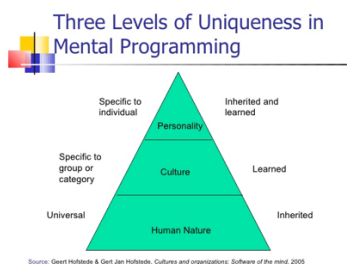 Three Levels of Uniqueness in
Mental Programming
Specific to
individual
Inherited and
learned
Personality
Specific to
group or
category
Culture
Learned
Universal
Inherited
Human Nature
Source: Geert Hofstede & Gert Jan Hofstede, Cultures and organizations: Software of the mind. 2005